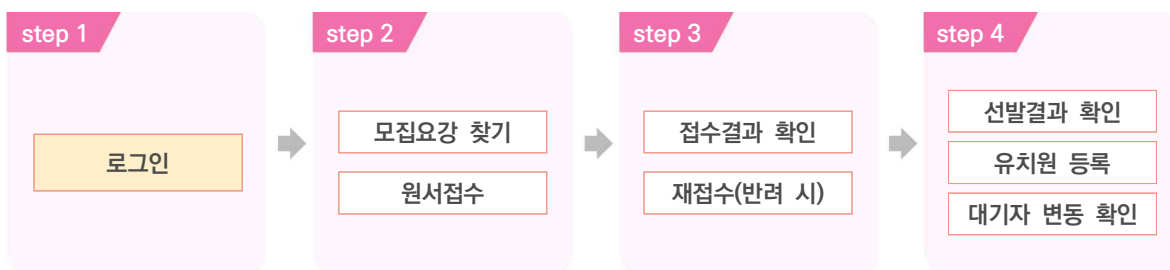 step 1
로그인
step 2
모집요강 찾기
원서접수
step 3
접수결과 확인
재접수(반려 시)
step 4
선발결과 확인
유치원 등록
대기자 변동 확인